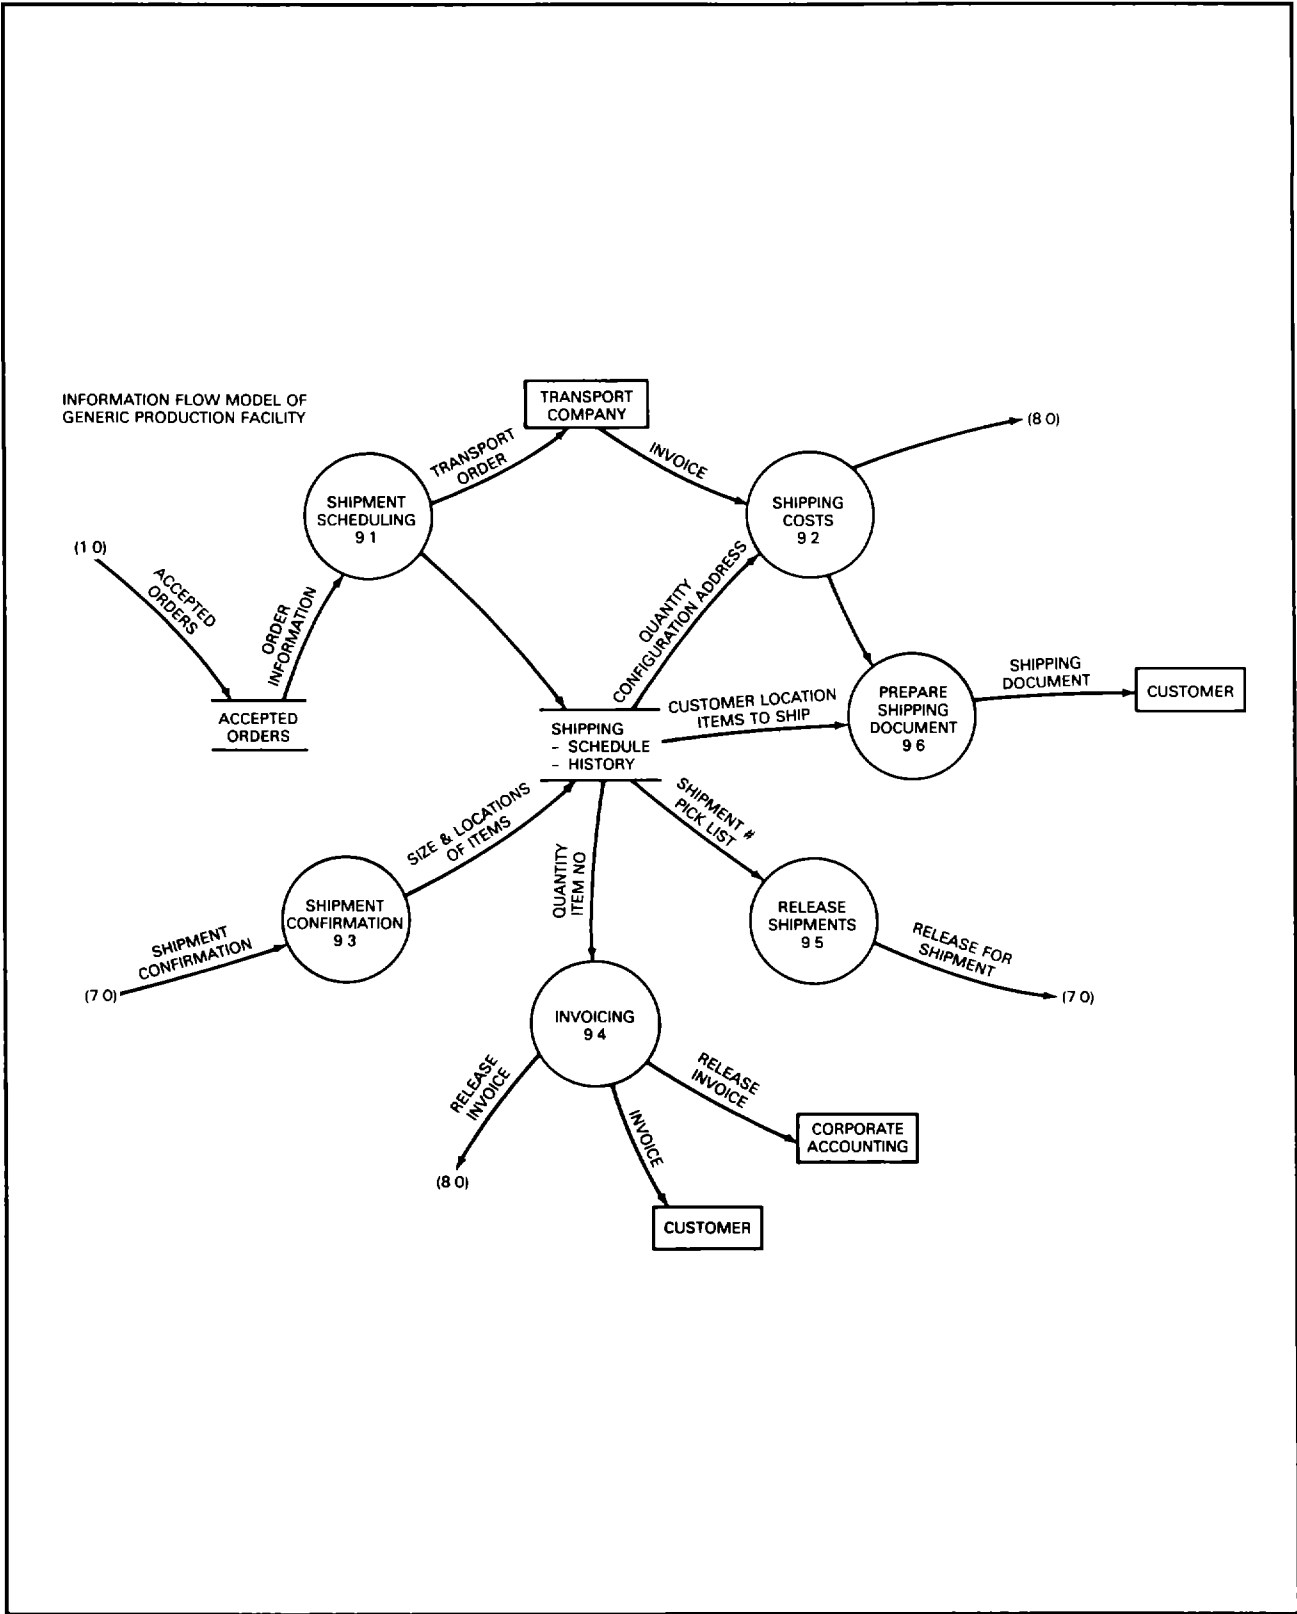 INFORMATION FLOW MODEL OF
GENERIC PRODUCTION FACILITY
TRANSPORT
COMPANY
(8 0)
TRANSPORT
ORDER
INVOICE
SHIPMENT
SCHEDULING
9 1
SHIPPING
COSTS
9 2
(1 0)
ACCEPTED
ORDERS
ORDER
INFORMATION
QUANTITY
CONFIGURATION ADDRESS
ACCEPTED
ORDERS
SHIPPING
- SCHEDULE
- HISTORY
CUSTOMER LOCATION
ITEMS TO SHIP
PREPARE
SHIPPING
DOCUMENT
9 6
SHIPPING
DOCUMENT
CUSTOMER
SIZE & LOCATIONS
OF ITEMS
QUANTITY
ITEM NO
SHIPMENT #
PICK LIST
SHIPMENT
CONFIRMATION
9 3
RELEASE
SHIPMENTS
9 5
SHIPMENT
CONFIRMATION
(7 0)
RELEASE FOR
SHIPMENT
(7 0)
INVOICING
9 4
RELEASE
INVOICE
(8 0)
INVOICE
CUSTOMER
RELEASE
INVOICE
CORPORATE
ACCOUNTING